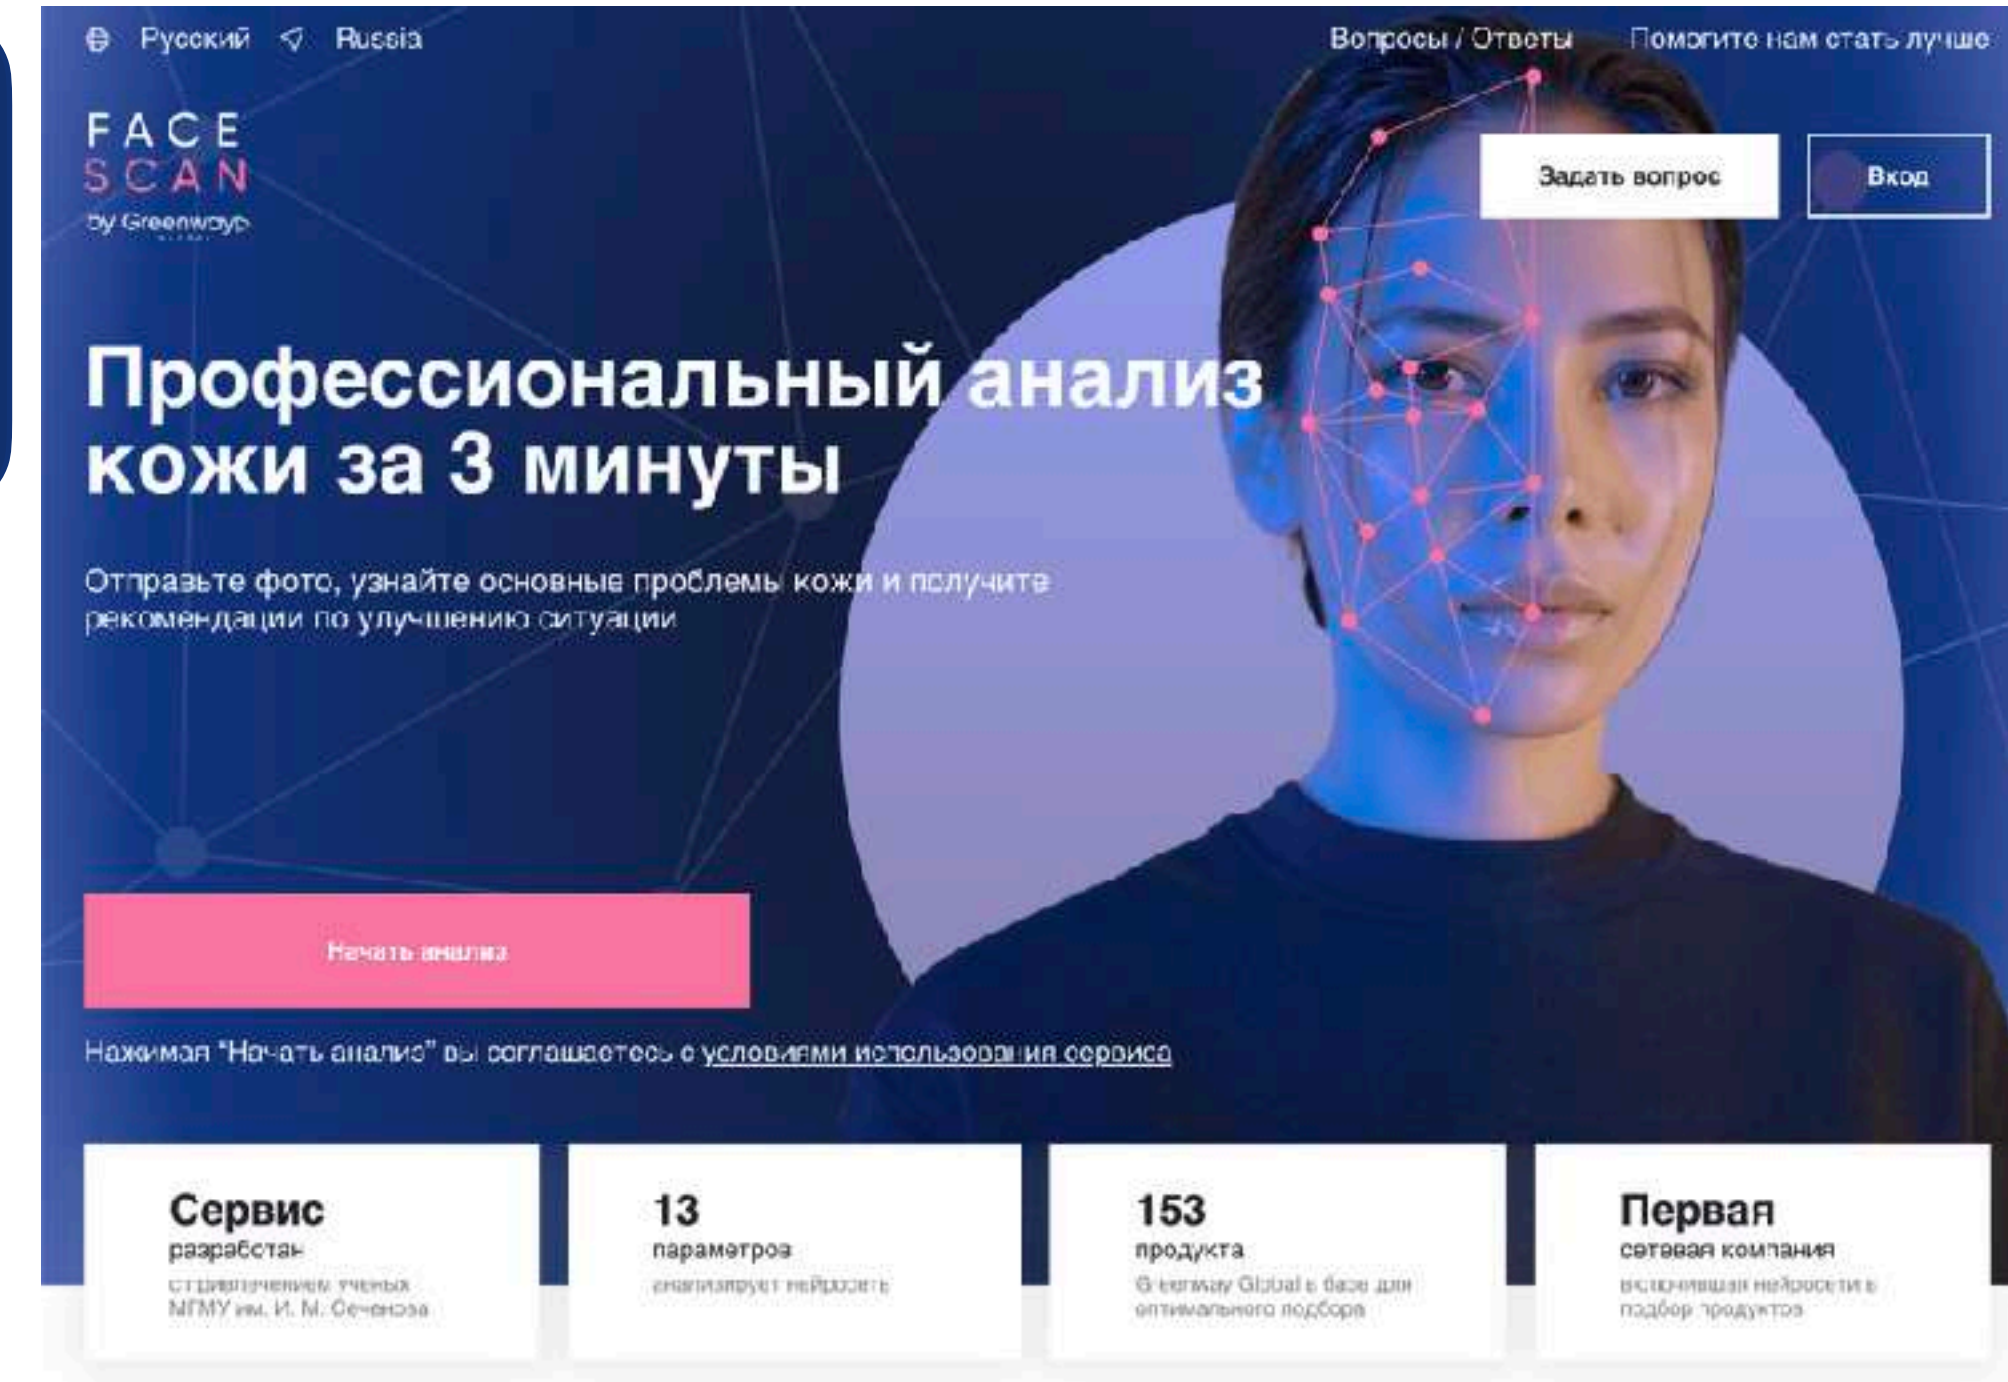 Русский Russia
Вопросы / Ответы Помогите нам стать лучше
FACE
SCAN
by Greenway
Задать вопрос
Вход
Профессиональный анализ
кожи за 3 минуты
Отправьте фото, узнайте основные проблемы кожи и получите
рекомендации по улучшению ситуации
Начать анализ
Нажимая "Начать анализ" вы соглашаетесь с условиями использования сервиса
Сервис
разработан
с привлечением ученых
МГМУ им. И. М. Сеченова
13
параметров
анализирует нейросеть
153
продукта
Greenway Global в базе для
оптимального подбора
Первая
сетевая компания
включившая нейросети в
подбор продуктов